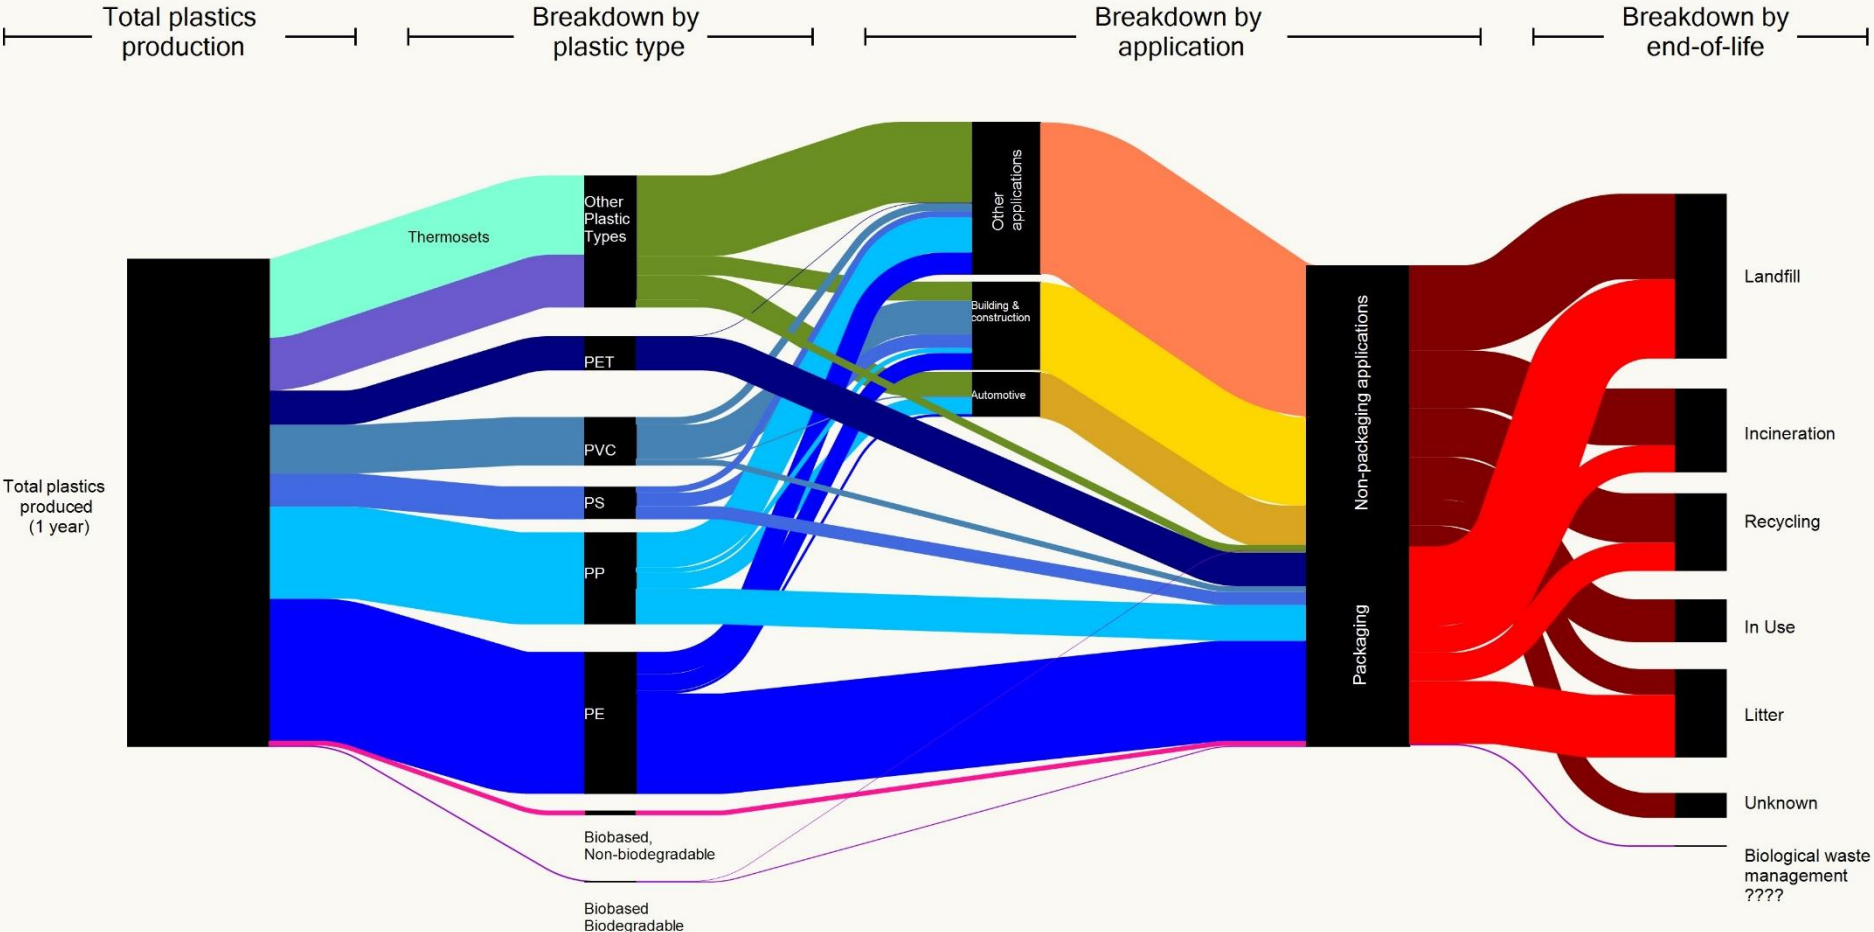 Total plastics
production
Breakdown by
plastic type
Breakdown by
application
Breakdown by
end-of-life
Total plastics
produced
(1 year)
Thermosets
Other
Plastic
Types
PET
PVC
PS
PP
PE
Biobased,
Non-biodegradable
Biobased
Biodegradable
Other
applications
Building &
construction
Automotive
Non-packaging applications
Packaging
Landfill
Incineration
Recycling
In Use
Litter
Unknown
Biological waste
management
????